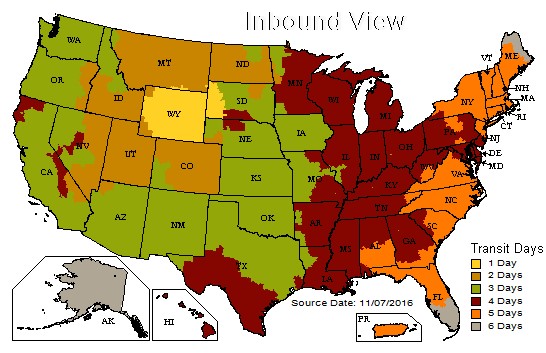 Inbound View
WA
OR
CA
NV
ID
MT
WY
UT
AZ
CO
NM
ND
SD
NE
KS
OK
TX
MN
IA
MO
AR
LA
WI
IL
MI
IN
OH
KY
TN
MS
AL
GA
FL
SC
NC
VA
WV
PA
NY
VT
ME
NH
MA
RI
CT
NJ
DE
MD
AK
HI
PR
Source Date: 11/07/2016
Transit Days
1 Day
2 Days
3 Days
4 Days
5 Days
6 Days